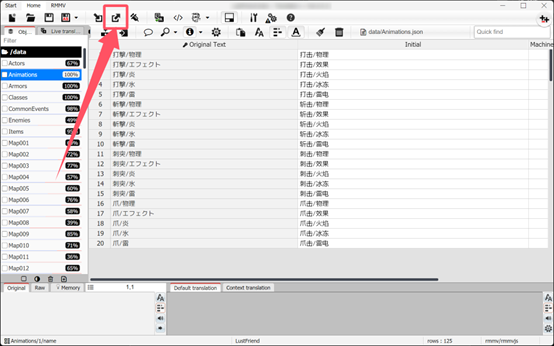 Start Home RMMV
Obj... Live transl...
data/Animations.json
Quick find
Filter
Original Text Initial Machine
/data
Actors 67%
Animations 100%
Armors 100%
Classes 100%
CommonEvents 98%
Enemies 49%
Items
Map001
Map002 72%
Map003 77%
Map004 57%
Map005 60%
Map006 76%
Map007 58%
Map008 39%
Map009 85%
Map010 71%
Map011 36%
Map012 65%
打撃/物理 打击/物理
打撃/エフェクト 打击/效果
打撃/炎 打击/火焰
4 打撃/氷 打击/冰冻
5 打撃/雷 打击/雷电
6 斬撃/物理 斩击/物理
7 斬撃/エフェクト 斩击/效果
8 斬撃/炎 斩击/火焰
9 斬撃/氷 斩击/冰冻
10 斬撃/雷 斩击/雷电
11 刺突/物理 刺击/物理
12 刺突/エフェクト 刺击/效果
13 刺突/炎 刺击/火焰
14 刺突/氷 刺击/冰冻
15 刺突/雷 刺击/雷电
16 爪/物理 爪击/物理
17 爪/エフェクト 爪击/效果
18 爪/炎 爪击/火焰
19 爪/氷 爪击/冰冻
20 爪/雷 爪击/雷电
Original Raw Memory 1,1
Default translation Context translation
Animations/1/name LustFriend rows : 125 rmmv/rmmvjs